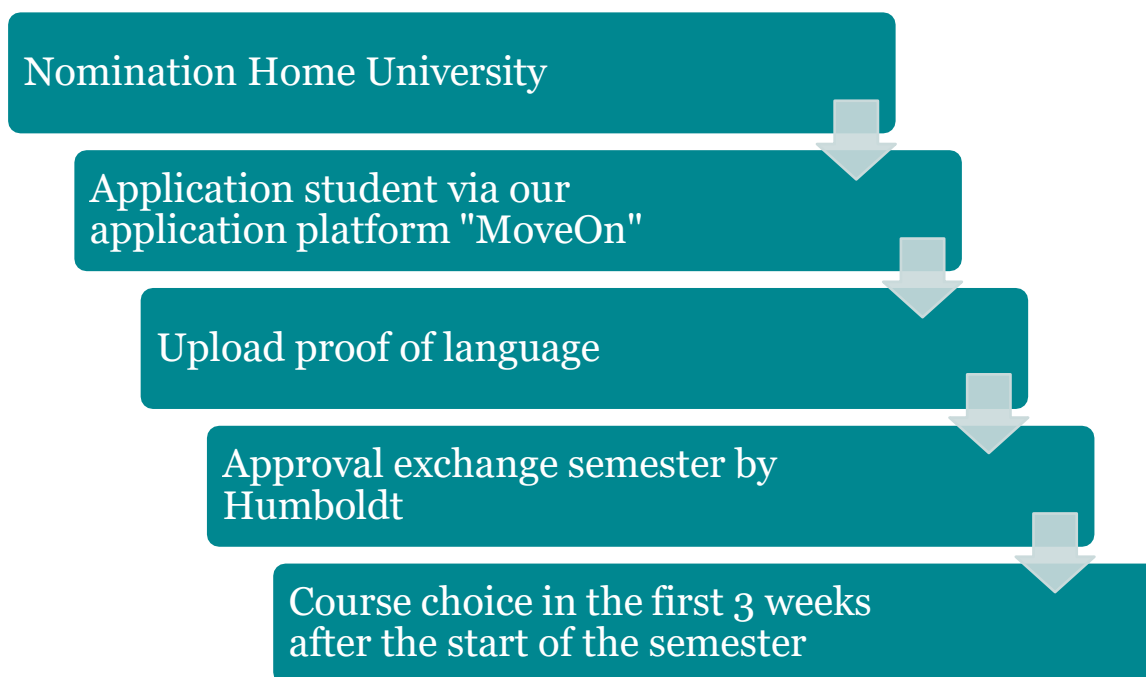 Nomination Home University
Application student via our
application platform "MoveOn"
Upload proof of language
Approval exchange semester by
Humboldt
Course choice in the first 3 weeks
after the start of the semester